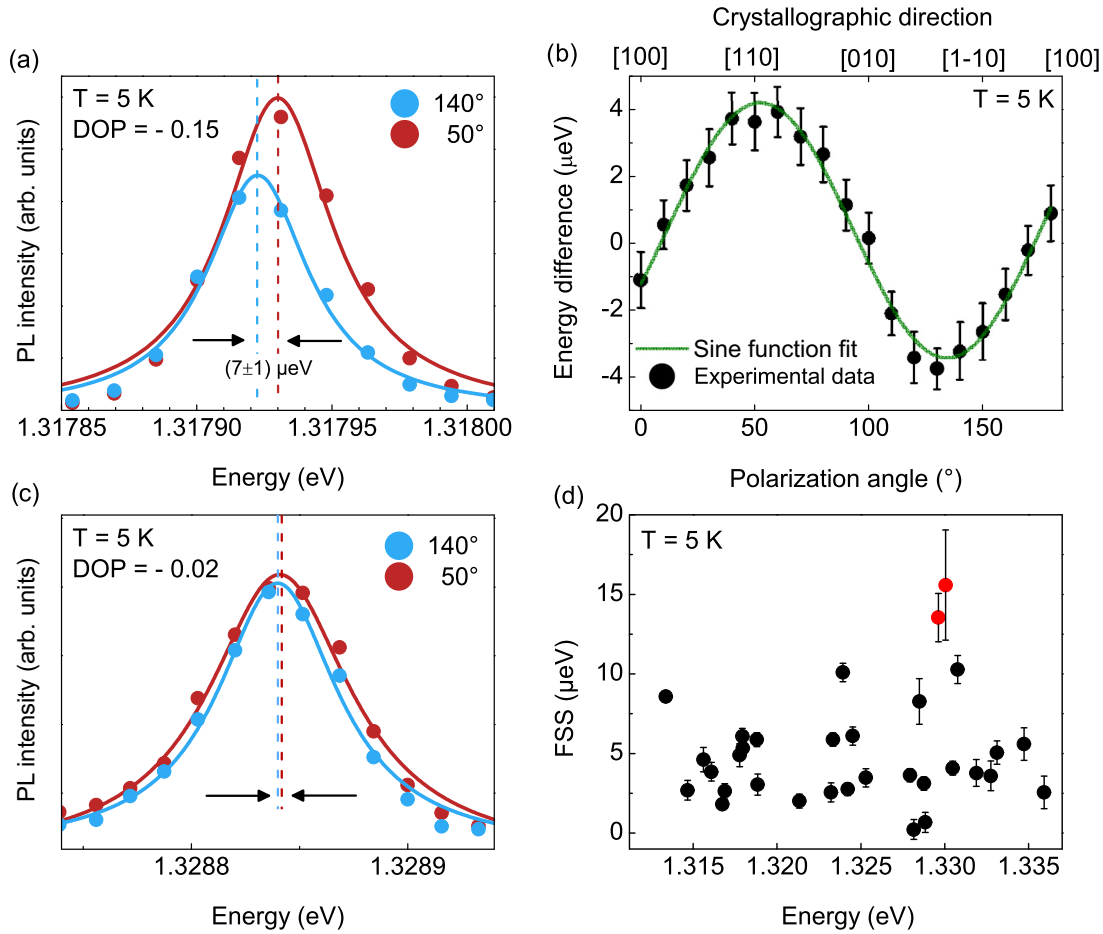 (a)
T = 5 K
DOP = - 0.15
140°
50°
(7±1) µeV
PL intensity (arb. units)
1.31785 1.31790 1.31795 1.31800
Energy (eV)
Crystallographic direction
(b)
[100] [110] [010] [1-10] [100]
T = 5 K
4
2
0
-2
-4
Energy difference (µeV)
Sine function fit
Experimental data
0 50 100 150
Polarization angle (°)
(c)
T = 5 K
DOP = - 0.02
140°
50°
PL intensity (arb. units)
1.3288 1.3289
Energy (eV)
(d)
T = 5 K
20
15
10
5
0
FSS (µeV)
1.315 1.320 1.325 1.330 1.335
Energy (eV)